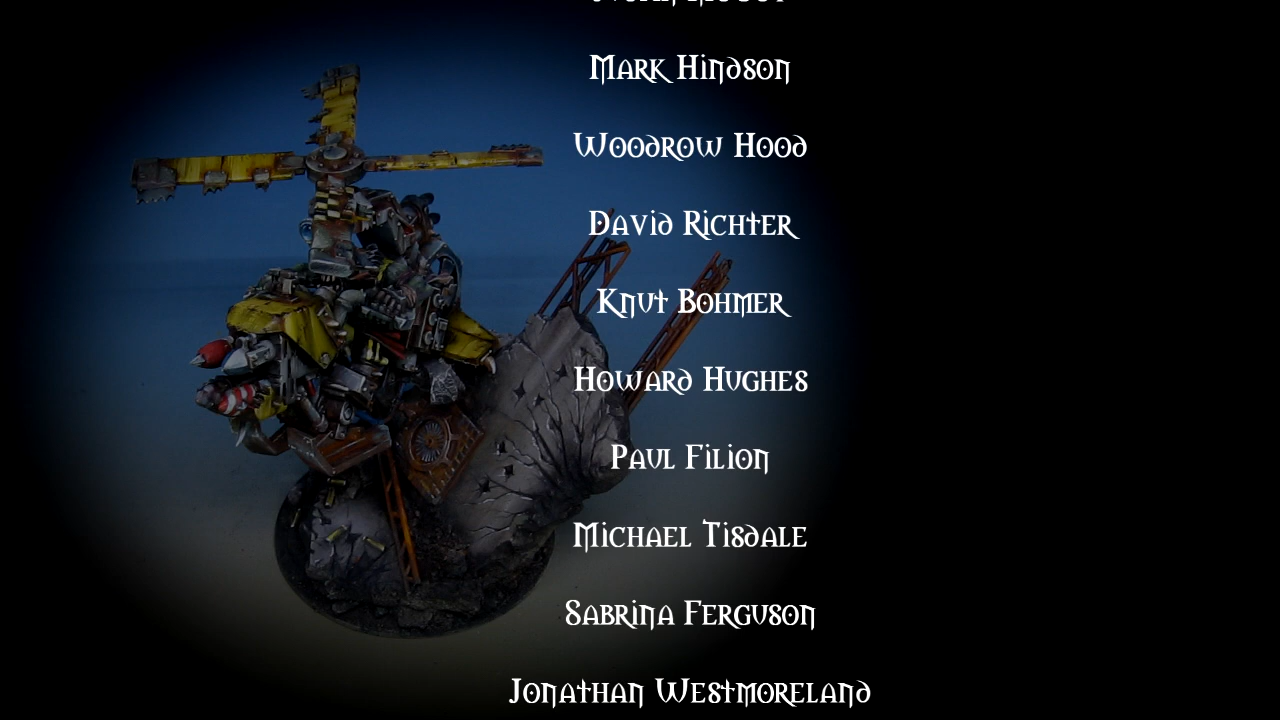 Mark Hindson
Woodrow Hood
David Richter
Knut Bohmer
Howard Hughes
Paul Filion
Michael Tisdale
Sabrina Ferguson
Jonathan Westmoreland